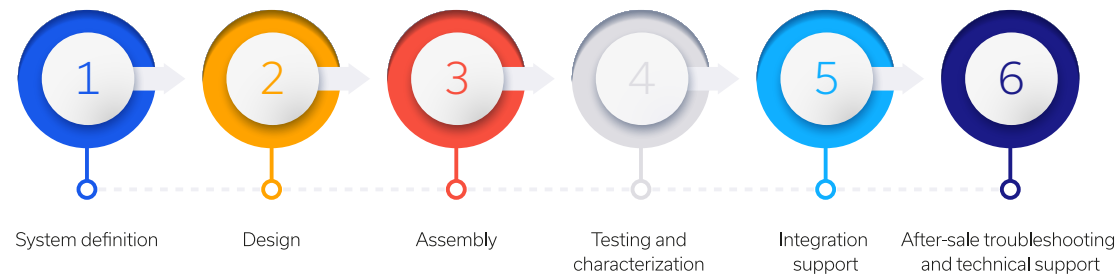 1
2
3
4
5
6
System definition
Design
Assembly
Testing and
characterization
Integration
support
After-sale troubleshooting
and technical support